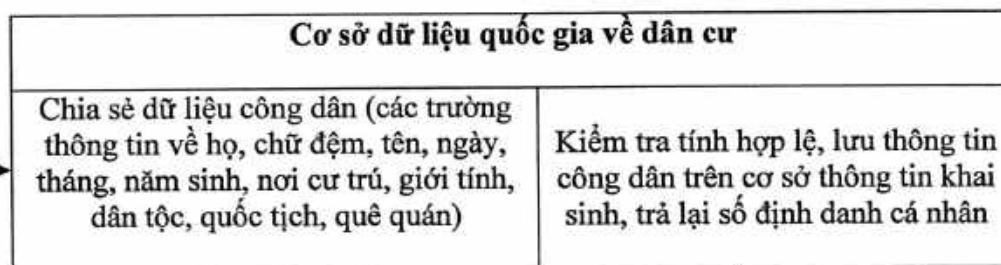 Cơ sở dữ liệu quốc gia về dân cư
Chia sẻ dữ liệu công dân (các trường
thông tin về họ, chữ đệm, tên, ngày,
tháng, năm sinh, nơi cư trú, giới tính,
dân tộc, quốc tịch, quê quán)
Kiểm tra tính hợp lệ, lưu thông tin
công dân trên cơ sở thông tin khai
sinh, trả lại số định danh cá nhân